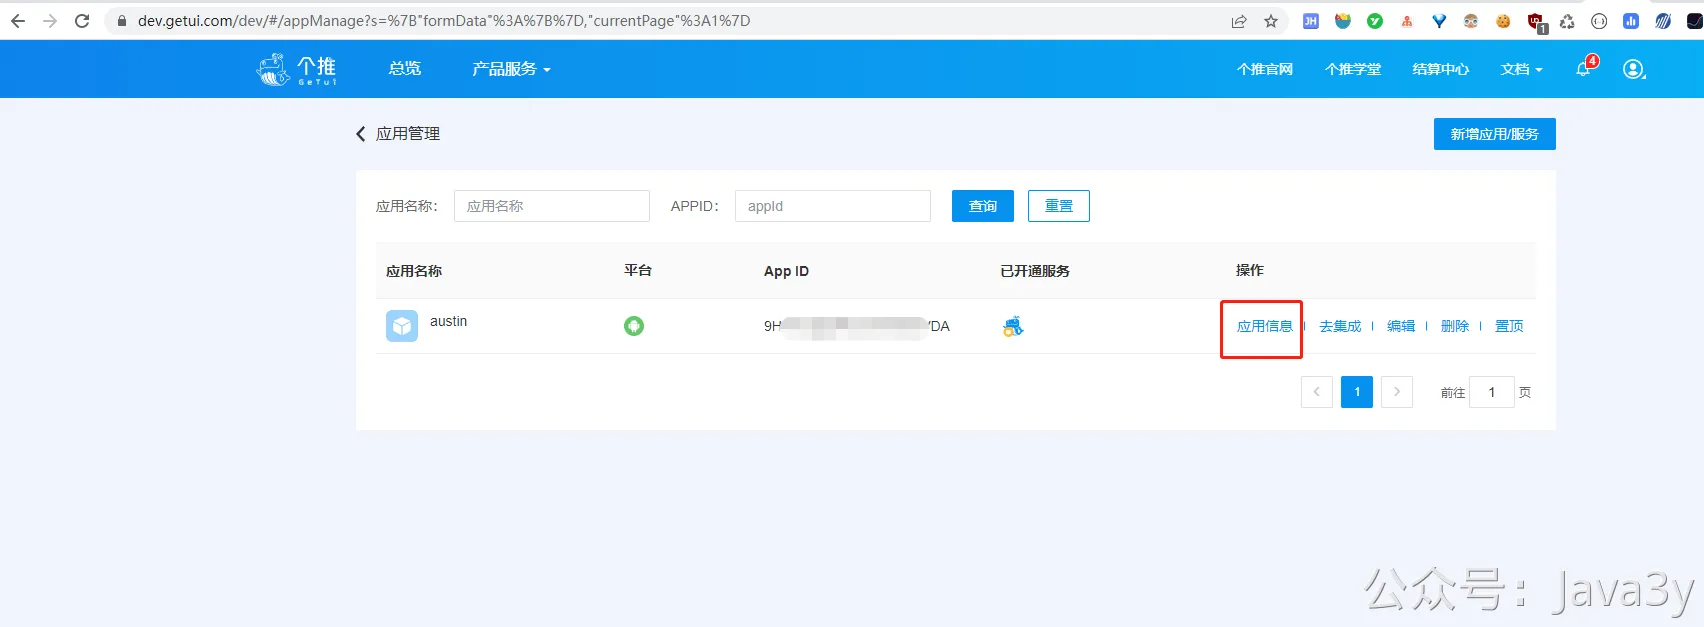 dev.getui.com/dev/#/appManage?s=%7B"formData"%3A%7B%7D,"currentPage"%3A1%7D
JH
1
个推
GeTui
总览
产品服务
个推官网
个推学堂
结算中心
文档
4
应用管理
新增应用/服务
应用名称：
应用名称
APPID：
appId
查询
重置
应用名称
平台
App ID
已开通服务
操作
austin
9H
DA
应用信息
去集成
编辑
删除
置顶
1
前往
1
页
公众号：Java3y